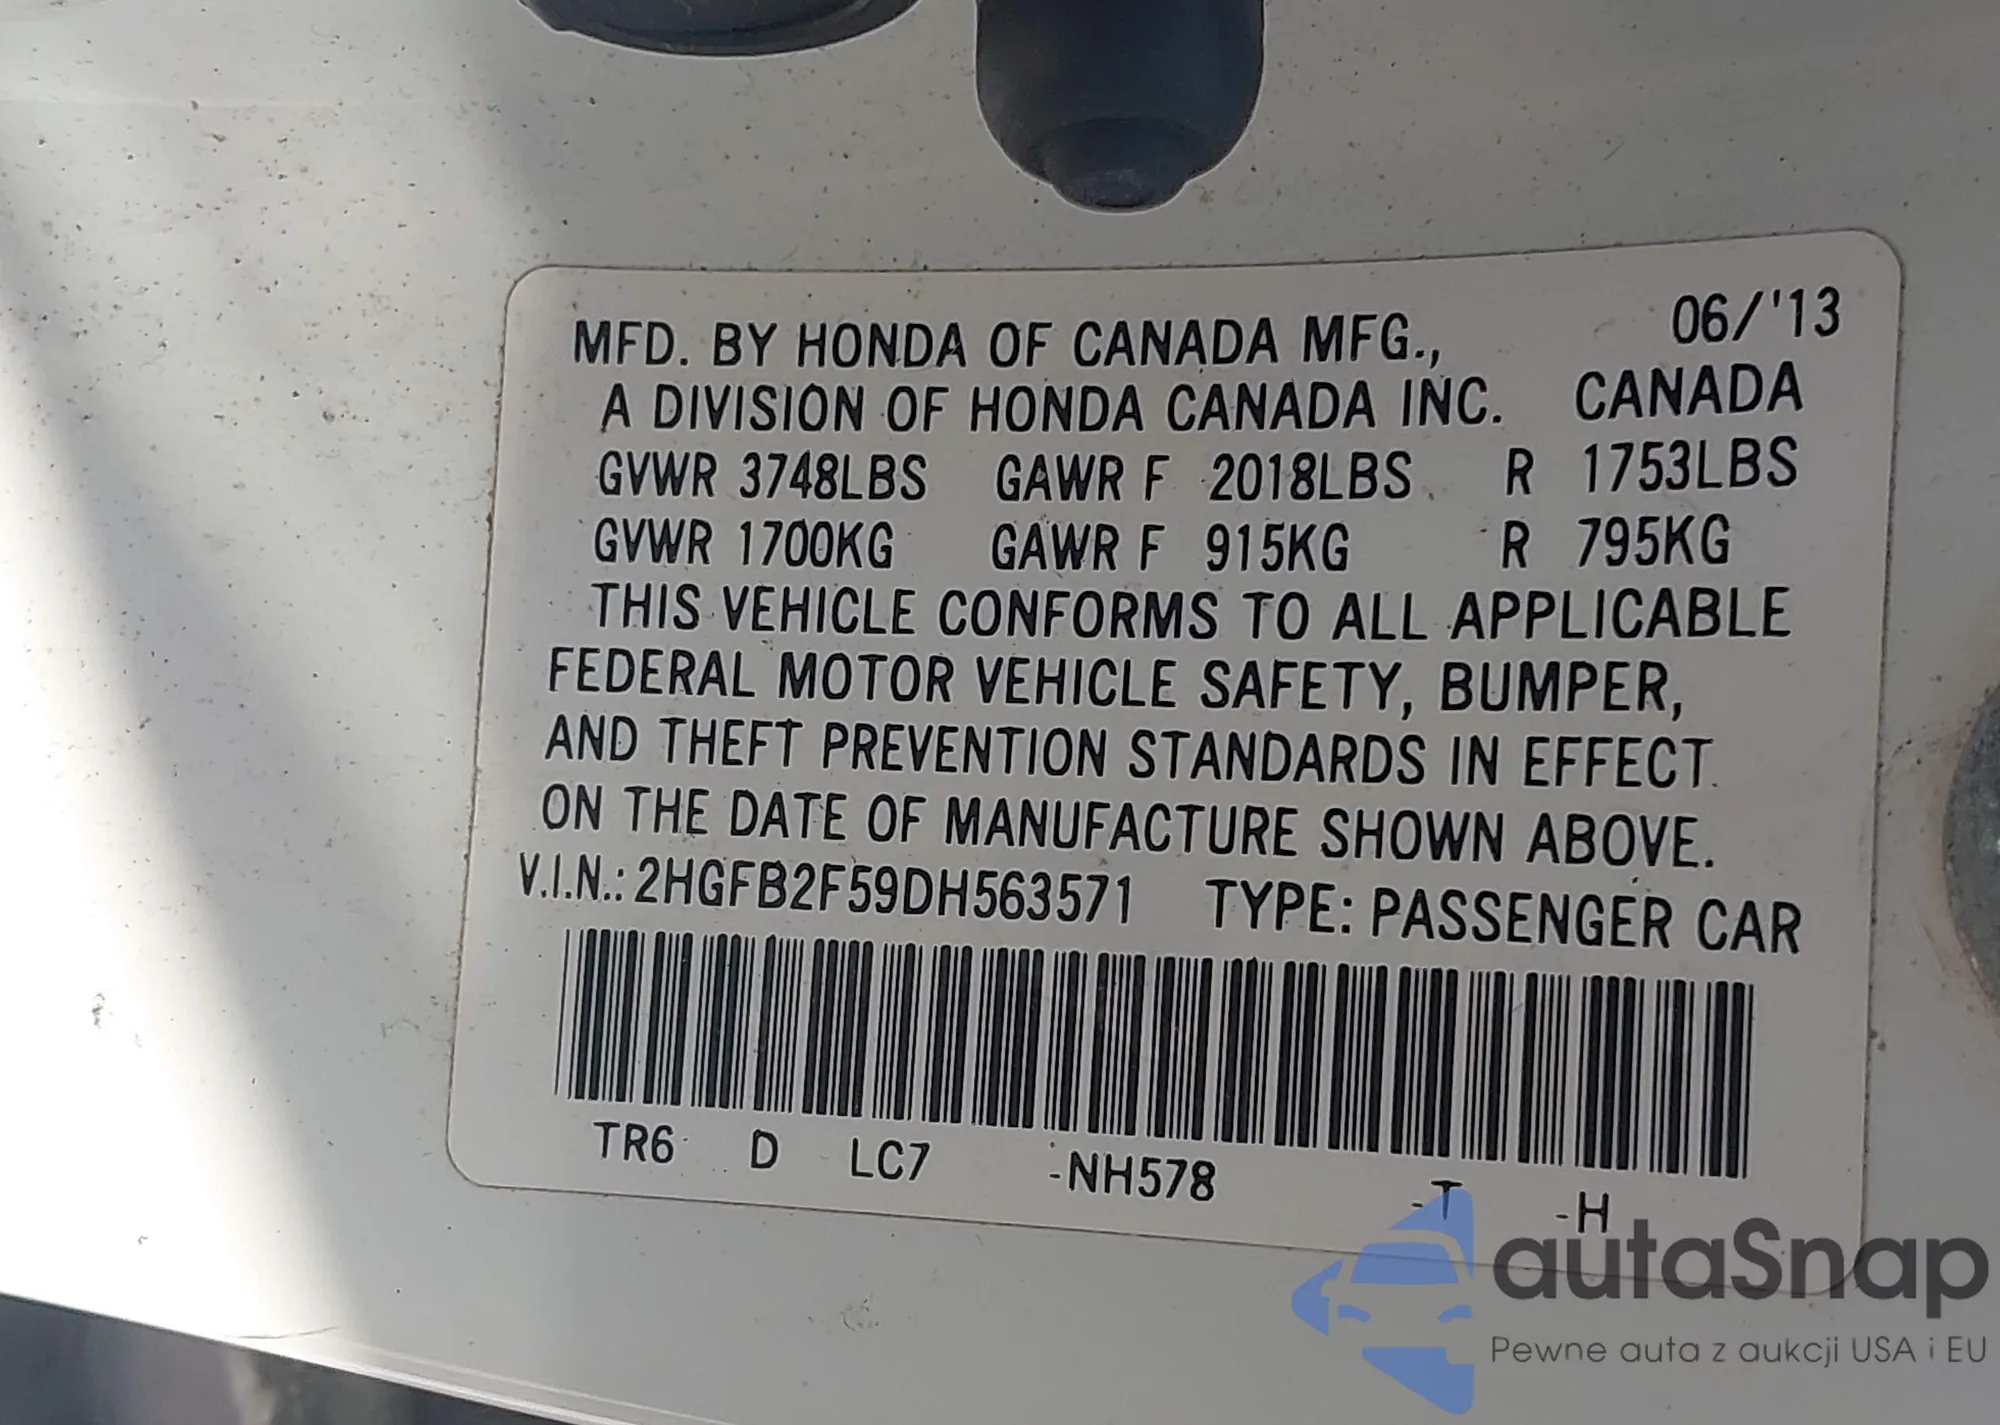 06/'13
MFD. BY HONDA OF CANADA MFG.,
A DIVISION OF HONDA CANADA INC. CANADA
GVWR 3748LBS GAWR F 2018LBS R 1753LBS
GVWR 1700KG GAWR F 915KG R 795KG
THIS VEHICLE CONFORMS TO ALL APPLICABLE
FEDERAL MOTOR VEHICLE SAFETY, BUMPER,
AND THEFT PREVENTION STANDARDS IN EFFECT
ON THE DATE OF MANUFACTURE SHOWN ABOVE.
V.I.N.: 2HGFB2F59DH563571 TYPE: PASSENGER CAR
TR6 D LC7 -NH578 -T -H
autaSnap
Pewne auta z aukcji USA i EU